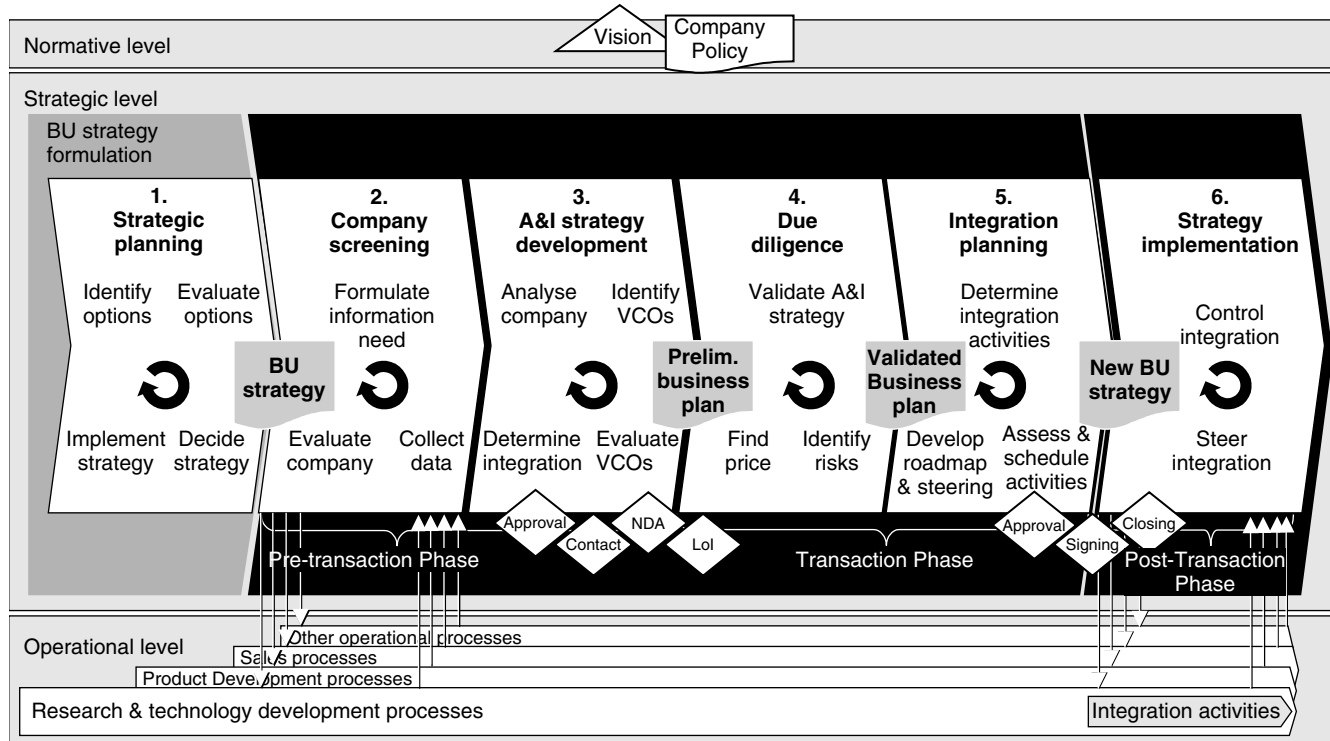 Normative level
Vision
Company
Policy
Strategic level
BU strategy
formulation
1.
Strategic
planning
Identify
options
Evaluate
options
Implement
strategy
Decide
strategy
BU
strategy
2.
Company
screening
Formulate
information
need
Evaluate
company
Collect
data
3.
A&I strategy
development
Analyse
company
Identify
VCOs
Determine
integration
Evaluate
VCOs
Prelim.
business
plan
4.
Due
diligence
Validate A&I
strategy
Find
price
Identify
risks
Validated
Business
plan
5.
Integration
planning
Determine
integration
activities
Develop
roadmap
& steering
Assess &
schedule
activities
New BU
strategy
6.
Strategy
implementation
Control
integration
Steer
integration
Pre-transaction Phase
Approval
Contact
NDA
LoI
Transaction Phase
Approval
Signing
Closing
Post-Transaction
Phase
Operational level
Other operational processes
Sales processes
Product Development processes
Research & technology development processes
Integration activities